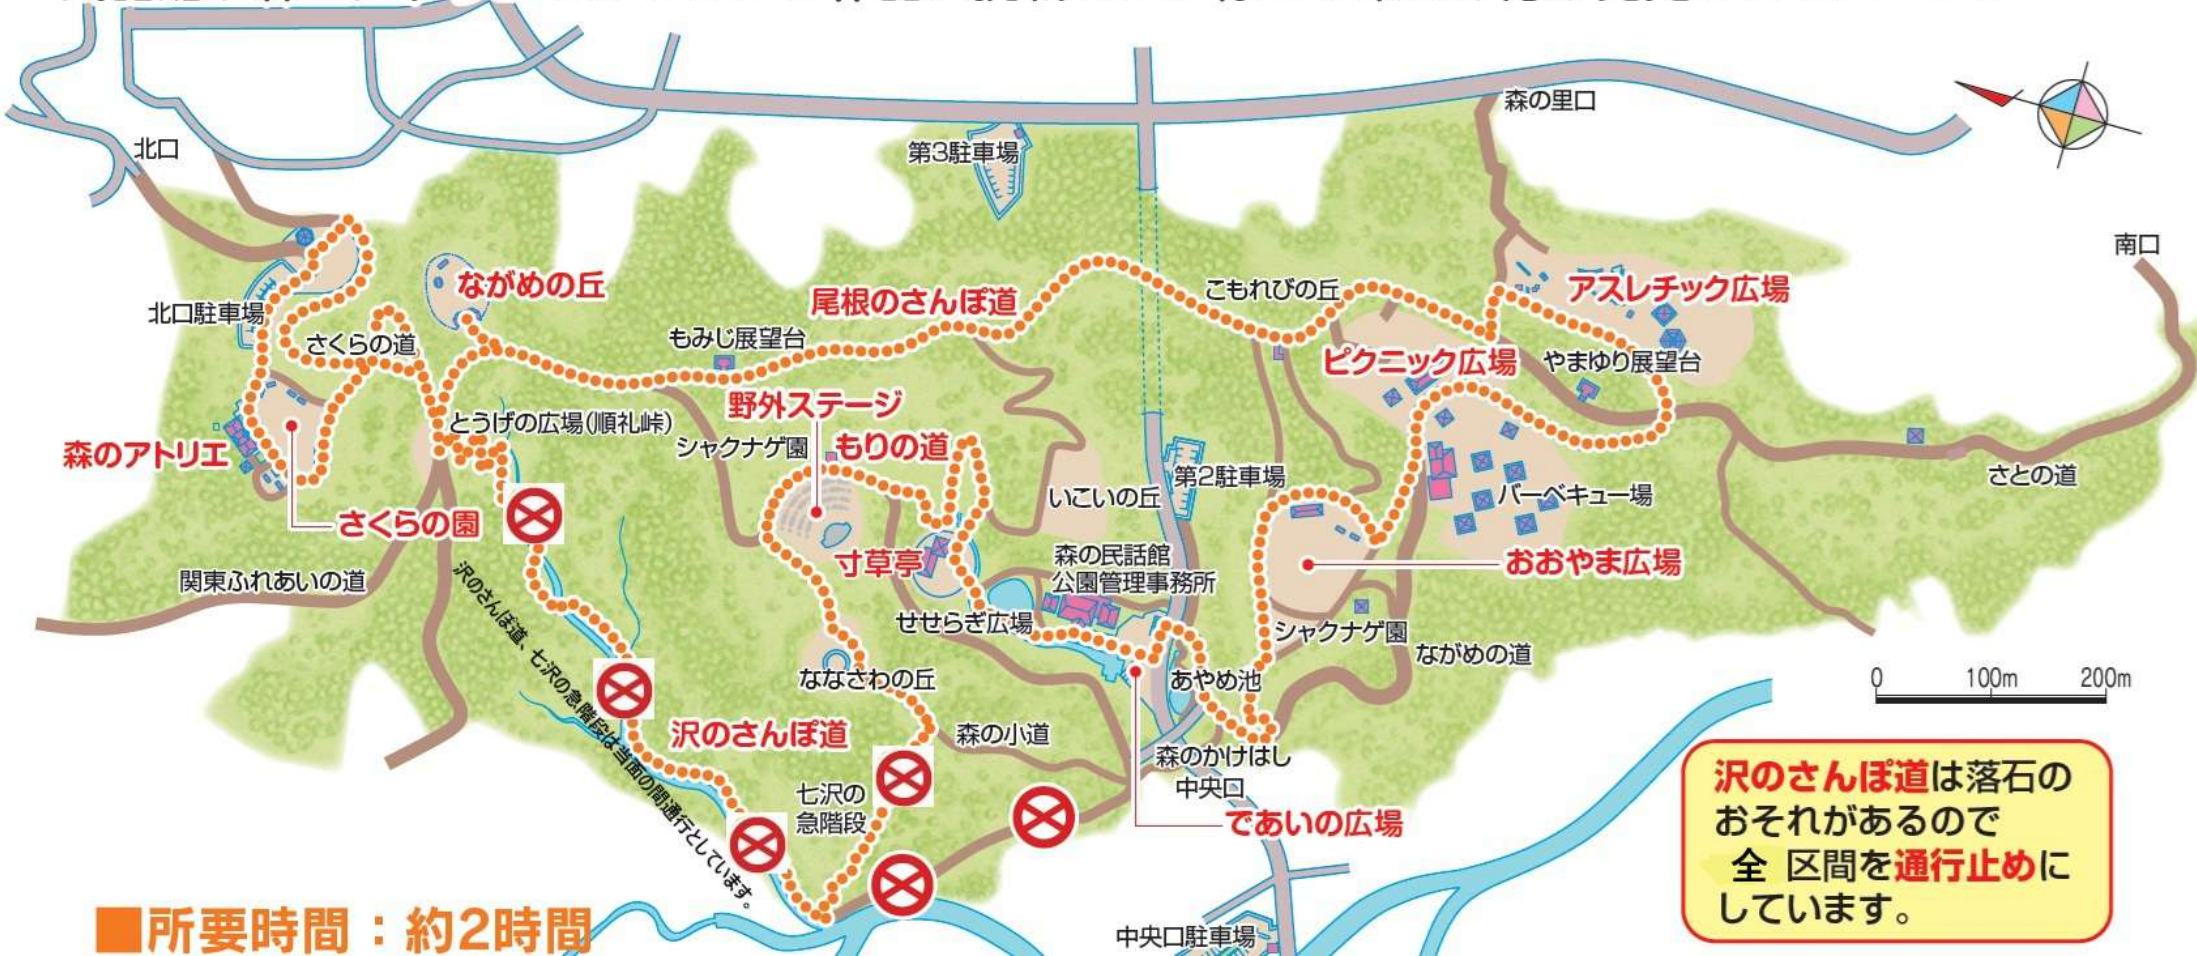 森の里口
北口
第3駐車場
南口
ながめの丘
尾根のさんぽ道
こもれびの丘
アスレチック広場
北口駐車場
さくらの道
もみじ展望台
ピクニック広場
やまゆり展望台
野外ステージ
とうげの広場(順礼峠)
シャクナゲ園
もりの道
森のアトリエ
第2駐車場
さとの道
いこいの丘
バーベキュー場
さくらの園
寸草亭
森の民話館
公園管理事務所
おおやま広場
関東ふれあいの道
せせらぎ広場
シャクナゲ園
ながめの道
沢のさんぽ道、七沢の急階段は当面の間通行としています。
ななさわの丘
あやめ池
0 100m 200m
沢のさんぽ道
森の小道
森のかけはし
中央口
七沢の
急階段
であいの広場
沢のさんぽ道は落石の
おそれがあるので
全 区間を通行止めに
しています。
■所要時間：約2時間
中央口駐車場